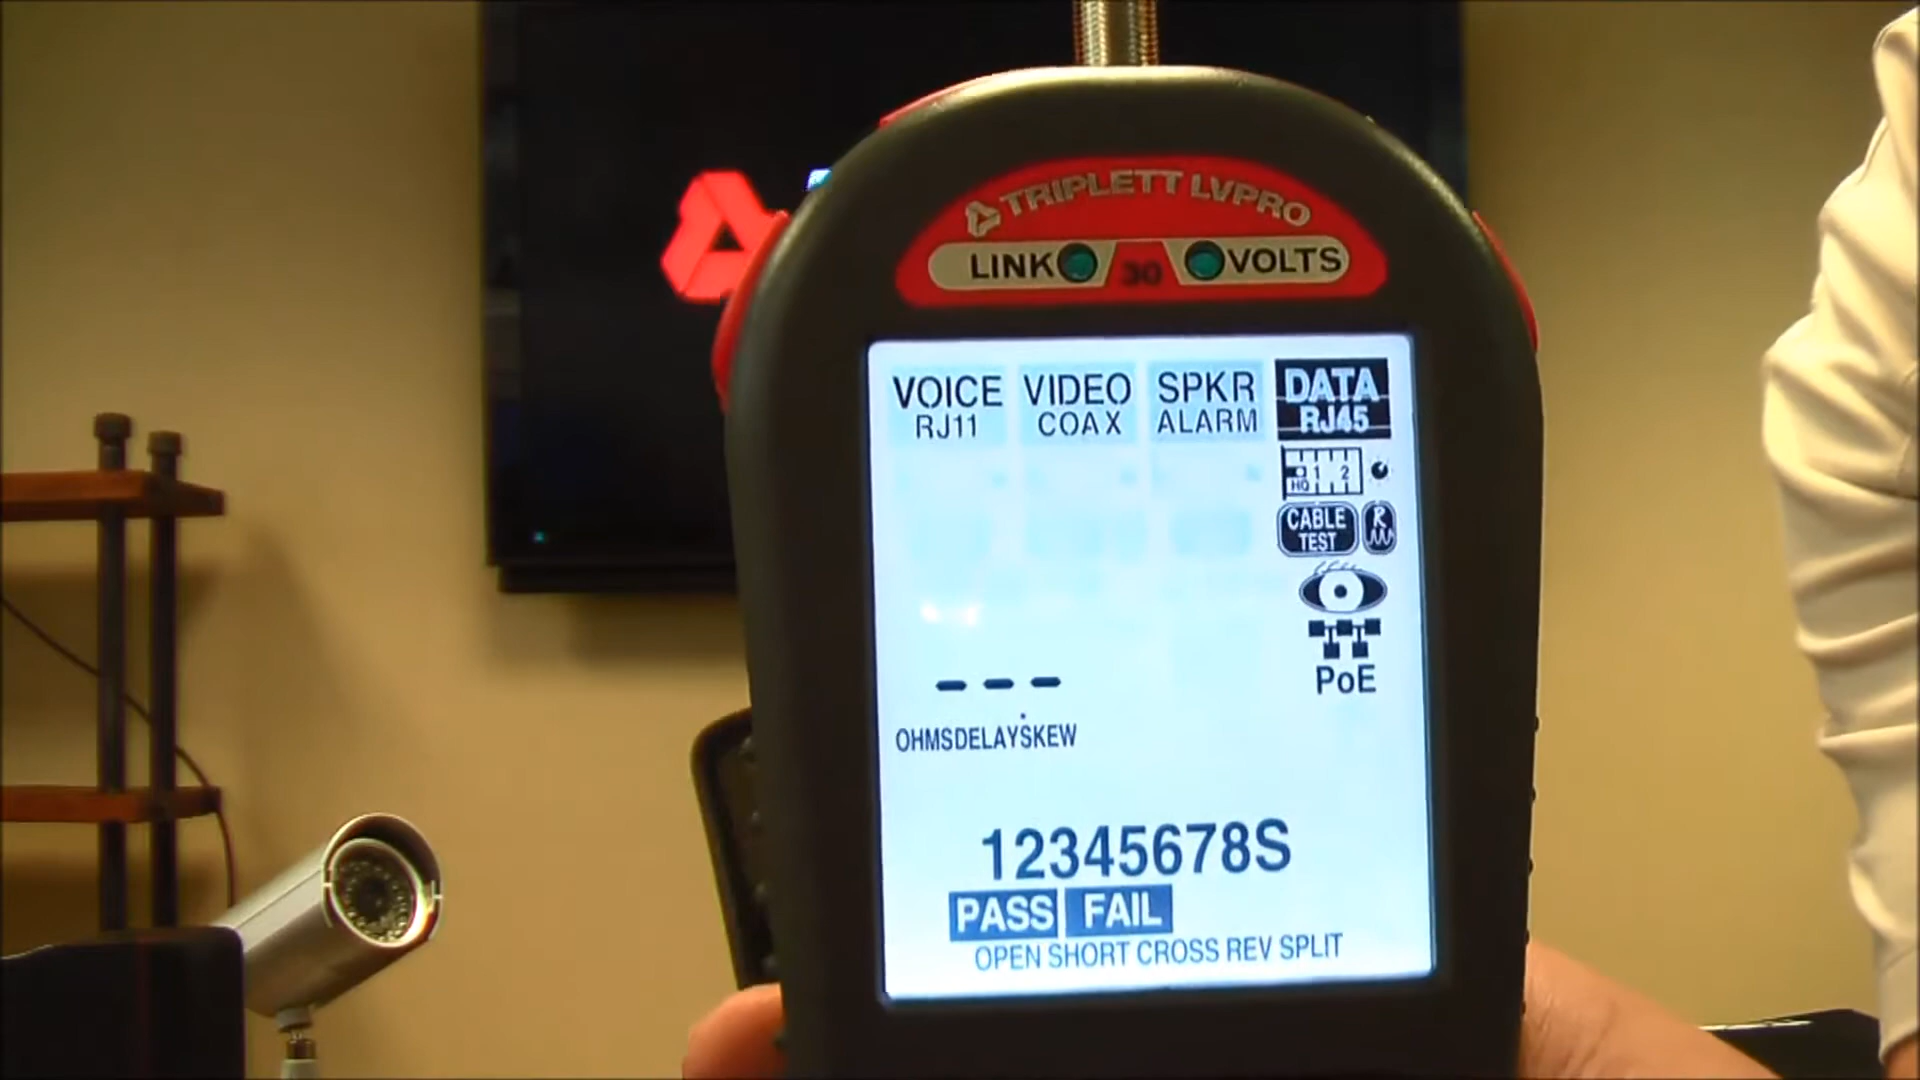 TRIPLETT LVPRO
LINK 30 VOLTS
VOICE VIDEO SPKR DATA
RJ11 COAX ALARM RJ45
1 2
HQ
CABLE R
TEST
PoE
---
OHMSDELAYSKEW
12345678S
PASS FAIL
OPEN SHORT CROSS REV SPLIT